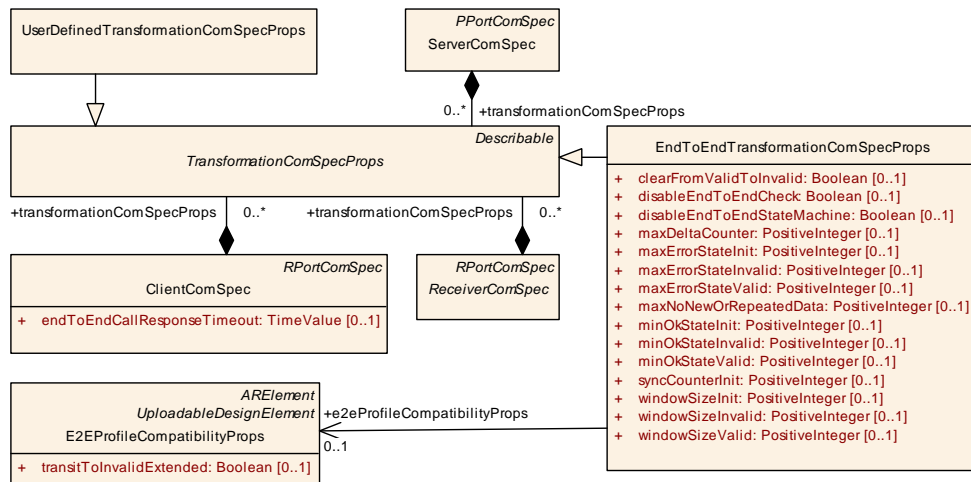 UserDefinedTransformationComSpecProps
PPortComSpec
ServerComSpec
0..*
+transformationComSpecProps
Describable
TransformationComSpecProps
+transformationComSpecProps
0..*
+transformationComSpecProps
0..*
RPortComSpec
ClientComSpec
+ endToEndCallResponseTimeout: TimeValue [0..1]
RPortComSpec
ReceiverComSpec
EndToEndTransformationComSpecProps
+ clearFromValidToInvalid: Boolean [0..1]
+ disableEndToEndCheck: Boolean [0..1]
+ disableEndToEndStateMachine: Boolean [0..1]
+ maxDeltaCounter: PositiveInteger [0..1]
+ maxErrorStateInit: PositiveInteger [0..1]
+ maxErrorStateInvalid: PositiveInteger [0..1]
+ maxErrorStateValid: PositiveInteger [0..1]
+ maxNoNewOrRepeatedData: PositiveInteger [0..1]
+ minOkStateInit: PositiveInteger [0..1]
+ minOkStateInvalid: PositiveInteger [0..1]
+ minOkStateValid: PositiveInteger [0..1]
+ syncCounterInit: PositiveInteger [0..1]
+ windowSizeInit: PositiveInteger [0..1]
+ windowSizeInvalid: PositiveInteger [0..1]
+ windowSizeValid: PositiveInteger [0..1]
ARElement
UploadableDesignElement
E2EProfileCompatibilityProps
+ transitToInvalidExtended: Boolean [0..1]
+e2eProfileCompatibilityProps
0..1